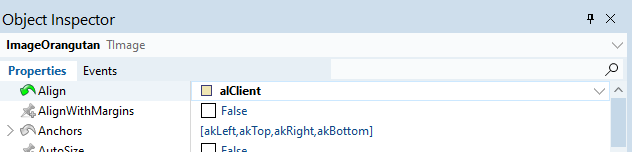 Object Inspector
ImageOrangutan TImage
Properties Events
Align alClient
AlignWithMargins False
Anchors [akLeft,akTop,akRight,akBottom]
AutoSize False